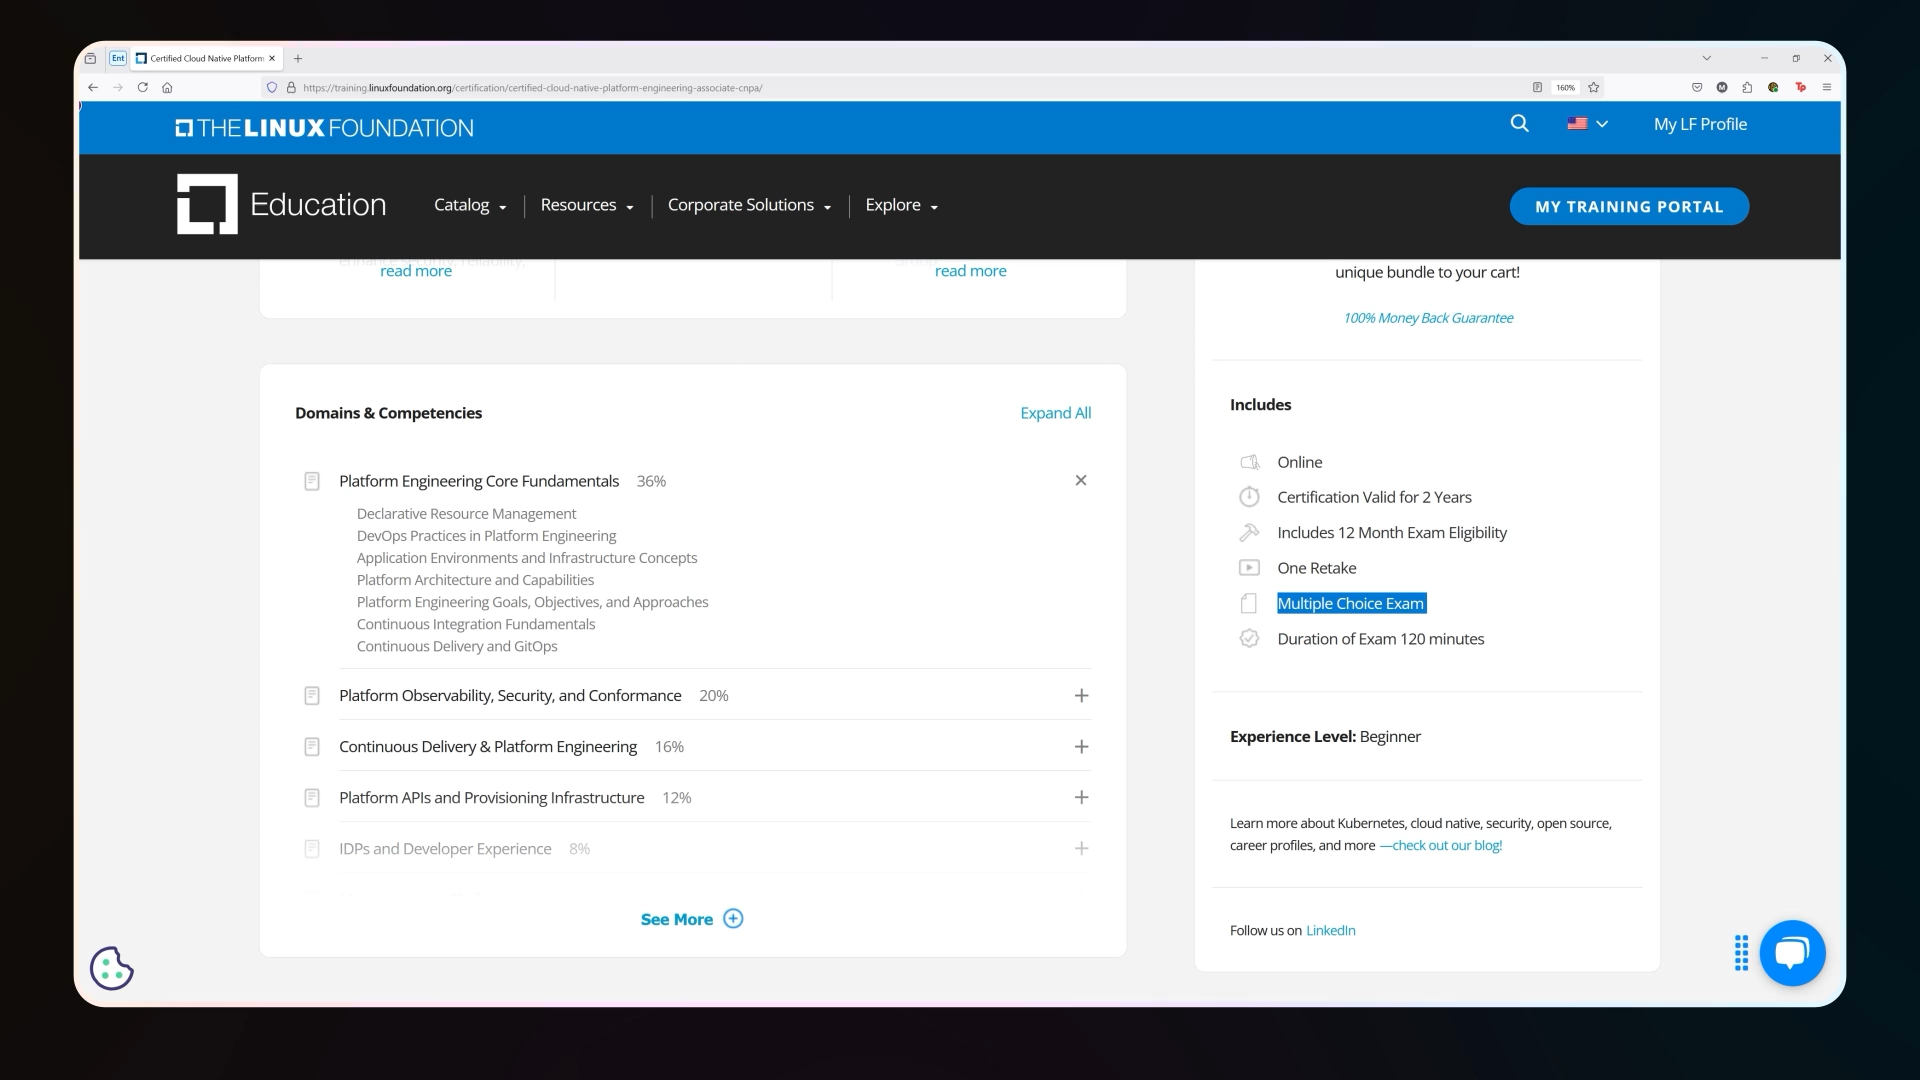 Ent
Certified Cloud Native Platform
https://training.linuxfoundation.org/certification/certified-cloud-native-platform-engineering-associate-cnpa/
160%
M
Tp
THE LINUX FOUNDATION
My LF Profile
Education
Catalog
Resources
Corporate Solutions
Explore
MY TRAINING PORTAL
enhance security, reliability,
read more
read more
unique bundle to your cart!
100% Money Back Guarantee
Domains & Competencies
Expand All
Platform Engineering Core Fundamentals 36%
Declarative Resource Management
DevOps Practices in Platform Engineering
Application Environments and Infrastructure Concepts
Platform Architecture and Capabilities
Platform Engineering Goals, Objectives, and Approaches
Continuous Integration Fundamentals
Continuous Delivery and GitOps
Platform Observability, Security, and Conformance 20%
Continuous Delivery & Platform Engineering 16%
Platform APIs and Provisioning Infrastructure 12%
IDPs and Developer Experience 8%
See More
Includes
Online
Certification Valid for 2 Years
Includes 12 Month Exam Eligibility
One Retake
Multiple Choice Exam
Duration of Exam 120 minutes
Experience Level: Beginner
Learn more about Kubernetes, cloud native, security, open source,
career profiles, and more —check out our blog!
Follow us on LinkedIn